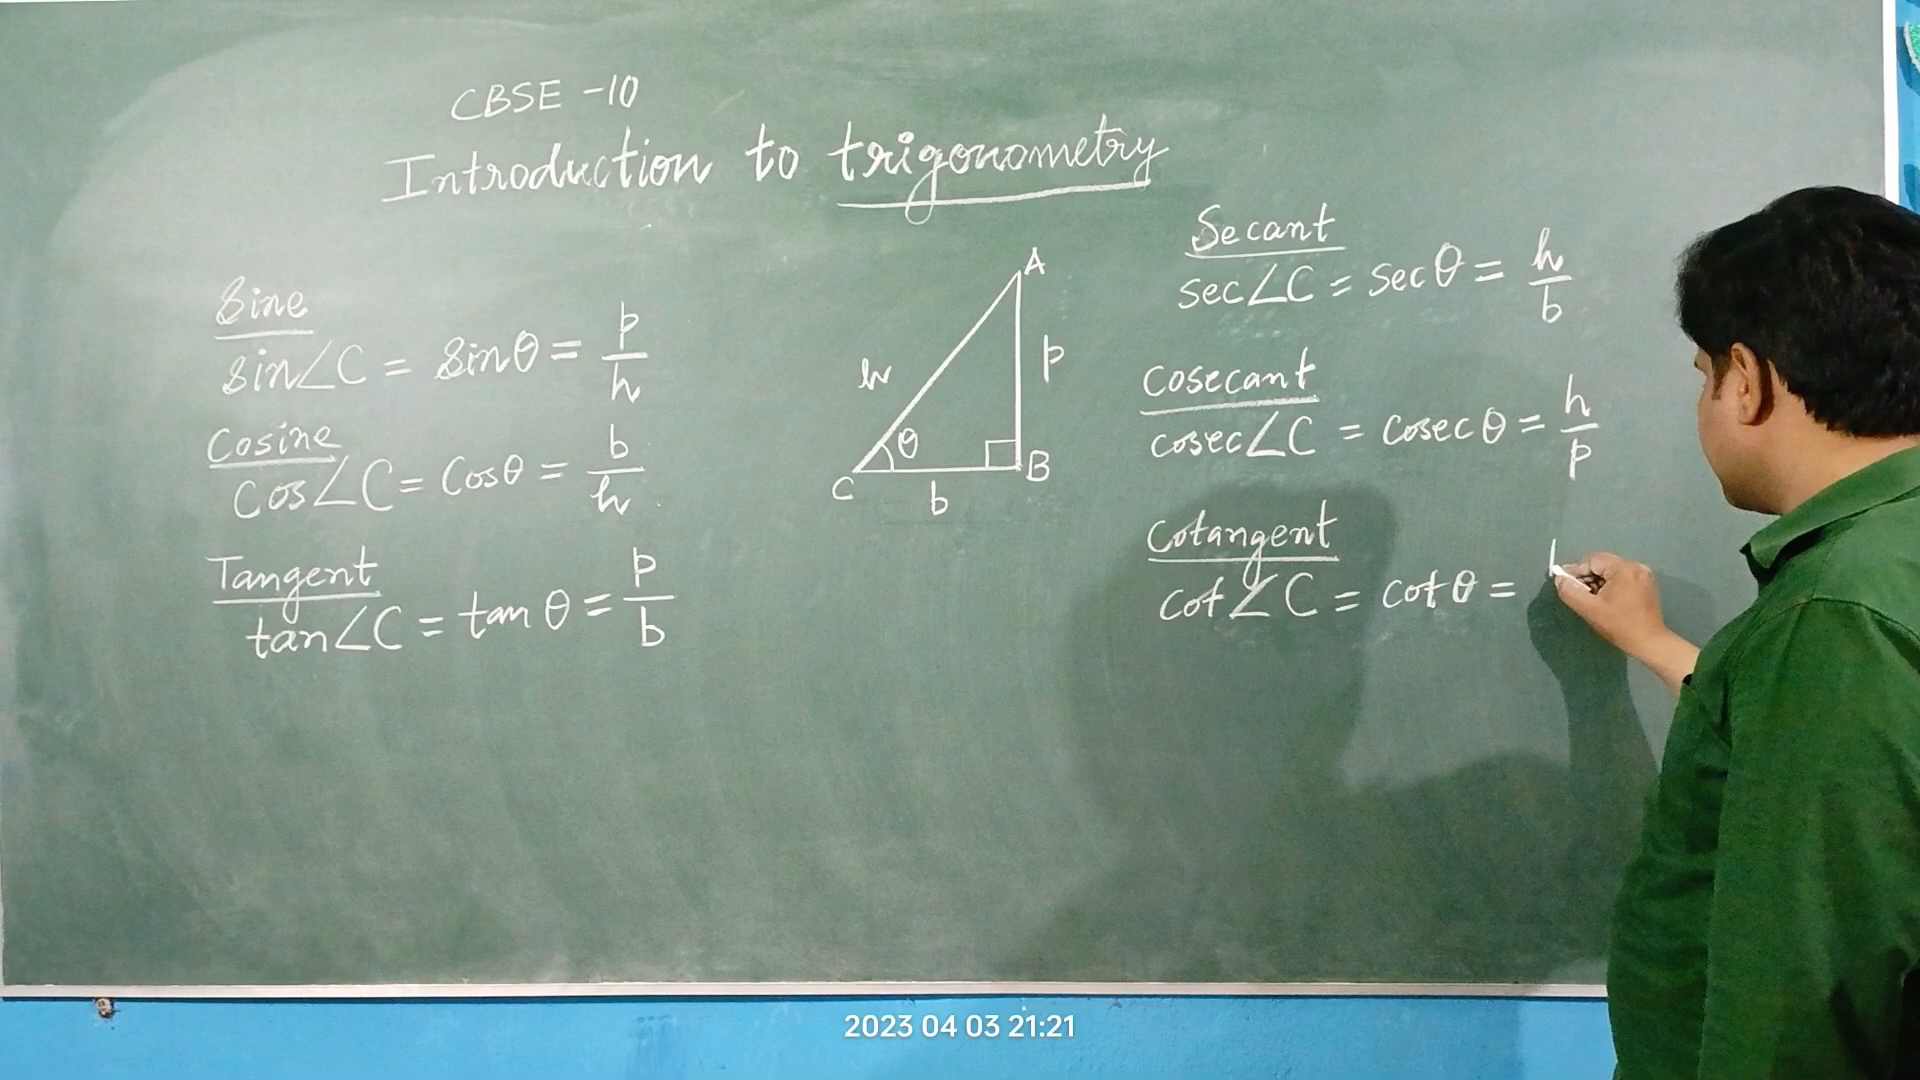 CBSE -10
Introduction to trigonometry
Sine
sin∠C = sinθ = p/h
Cosine
Cos∠C = Cosθ = b/h
Tangent
tan∠C = tan θ = p/b
A
h
p
θ
C
b
B
Secant
sec∠C = secθ = h/b
Cosecant
cosec∠C = cosecθ = h/p
Cotangent
cot∠C = cotθ =
2023 04 03 21:21